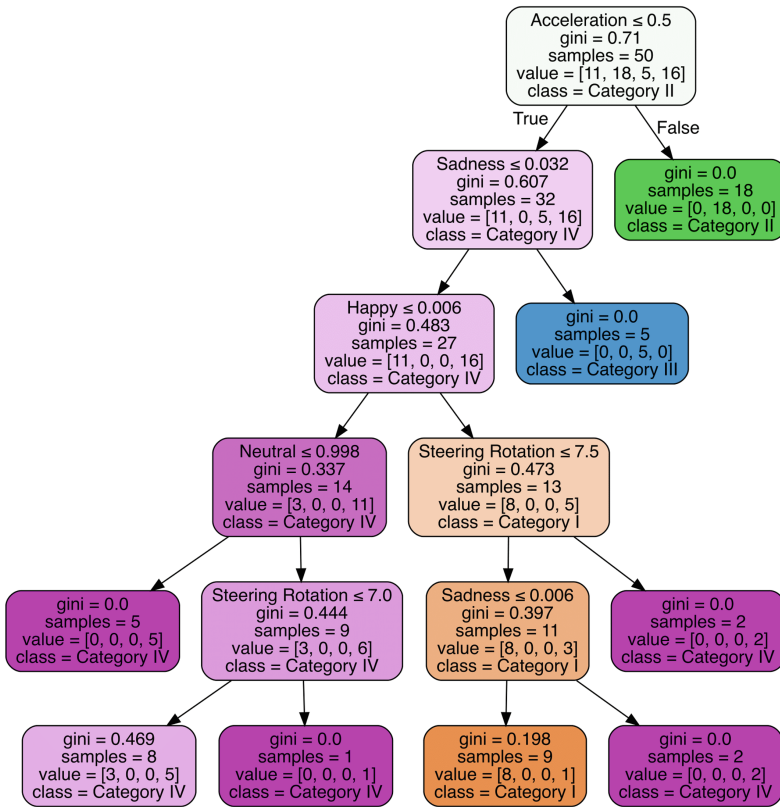 Acceleration ≤ 0.5
gini = 0.71
samples = 50
value = [11, 18, 5, 16]
class = Category II
True
False
Sadness ≤ 0.032
gini = 0.607
samples = 32
value = [11, 0, 5, 16]
class = Category IV
gini = 0.0
samples = 18
value = [0, 18, 0, 0]
class = Category II
Happy ≤ 0.006
gini = 0.483
samples = 27
value = [11, 0, 0, 16]
class = Category IV
gini = 0.0
samples = 5
value = [0, 0, 5, 0]
class = Category III
Neutral ≤ 0.998
gini = 0.337
samples = 14
value = [3, 0, 0, 11]
class = Category IV
Steering Rotation ≤ 7.5
gini = 0.473
samples = 13
value = [8, 0, 0, 5]
class = Category I
gini = 0.0
samples = 5
value = [0, 0, 0, 5]
class = Category IV
Steering Rotation ≤ 7.0
gini = 0.444
samples = 9
value = [3, 0, 0, 6]
class = Category IV
Sadness ≤ 0.006
gini = 0.397
samples = 11
value = [8, 0, 0, 3]
class = Category I
gini = 0.0
samples = 2
value = [0, 0, 0, 2]
class = Category IV
gini = 0.469
samples = 8
value = [3, 0, 0, 5]
class = Category IV
gini = 0.0
samples = 1
value = [0, 0, 0, 1]
class = Category IV
gini = 0.198
samples = 9
value = [8, 0, 0, 1]
class = Category I
gini = 0.0
samples = 2
value = [0, 0, 0, 2]
class = Category IV